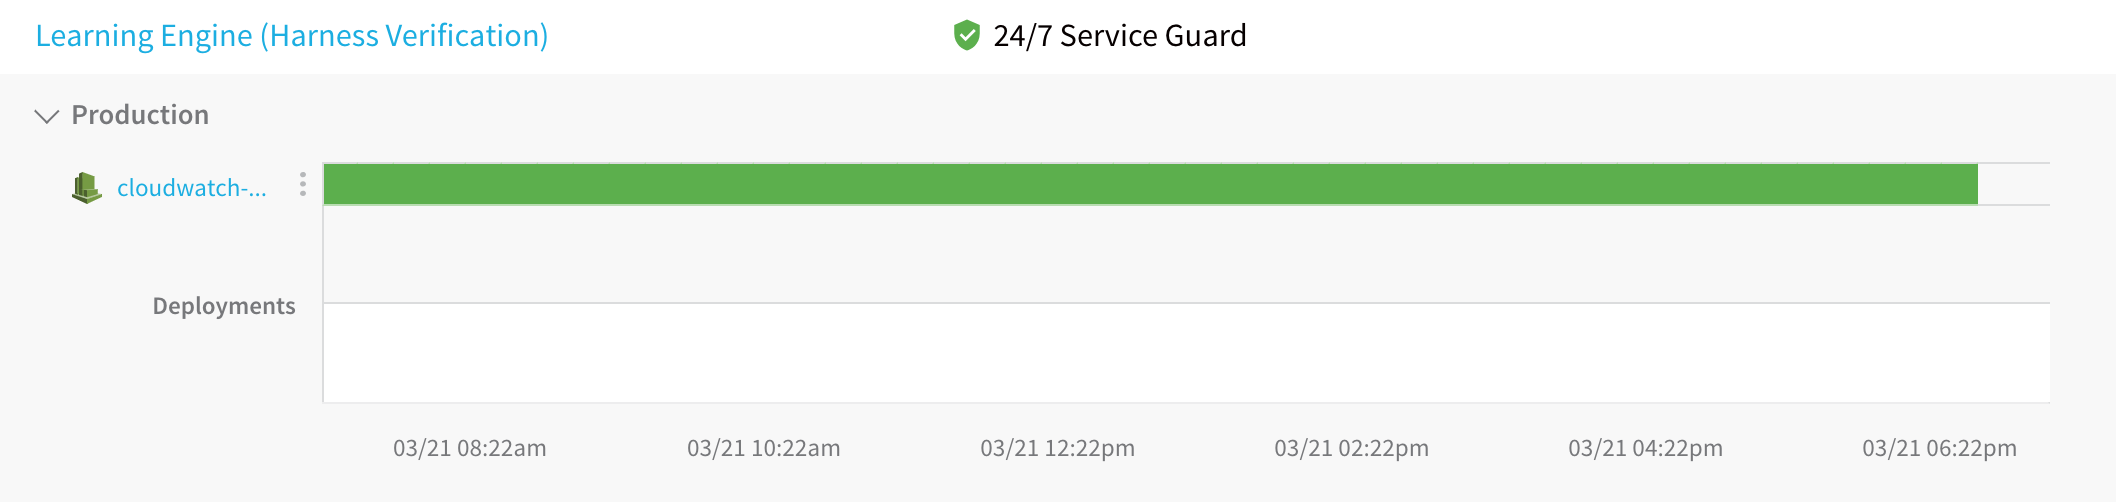 Learning Engine (Harness Verification)
24/7 Service Guard
Production
cloudwatch-...
Deployments
03/21 08:22am
03/21 10:22am
03/21 12:22pm
03/21 02:22pm
03/21 04:22pm
03/21 06:22pm